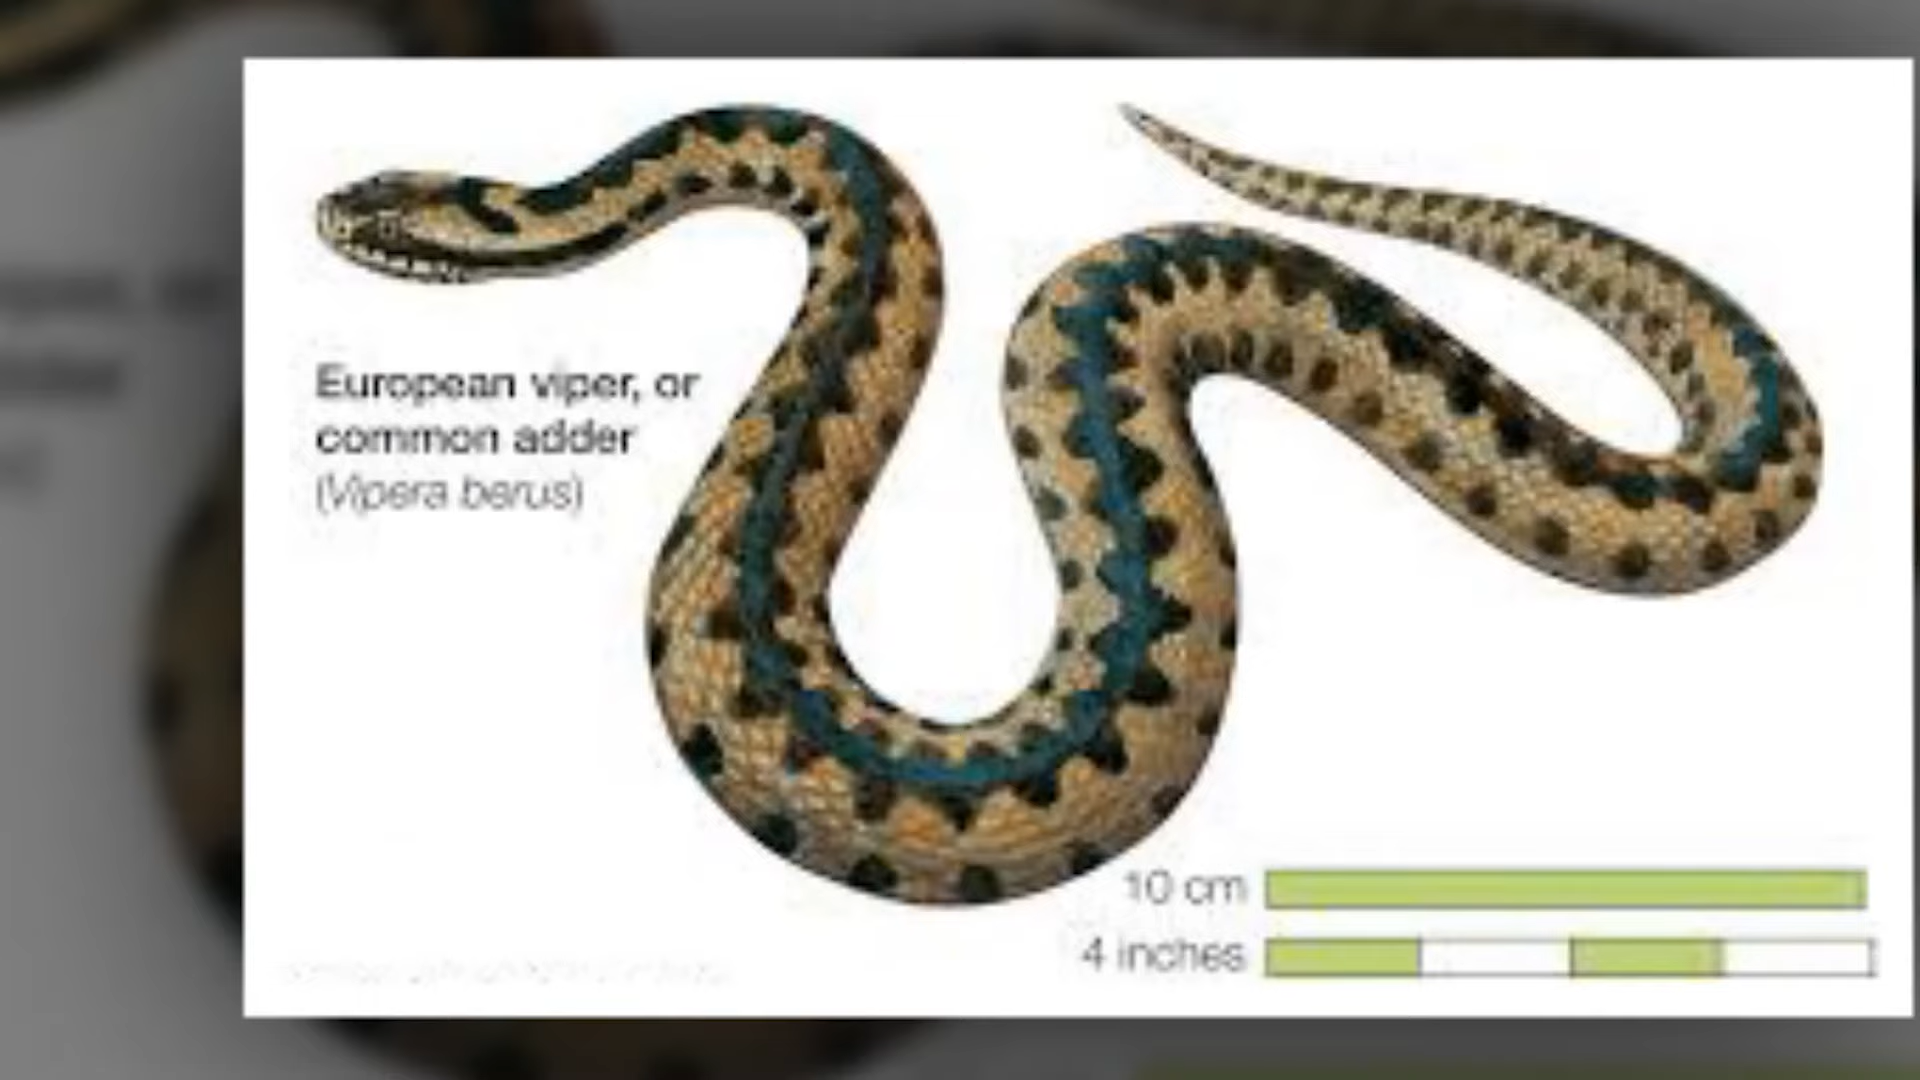 European viper, or
common adder
(Vipera berus)
10 cm
4 inches